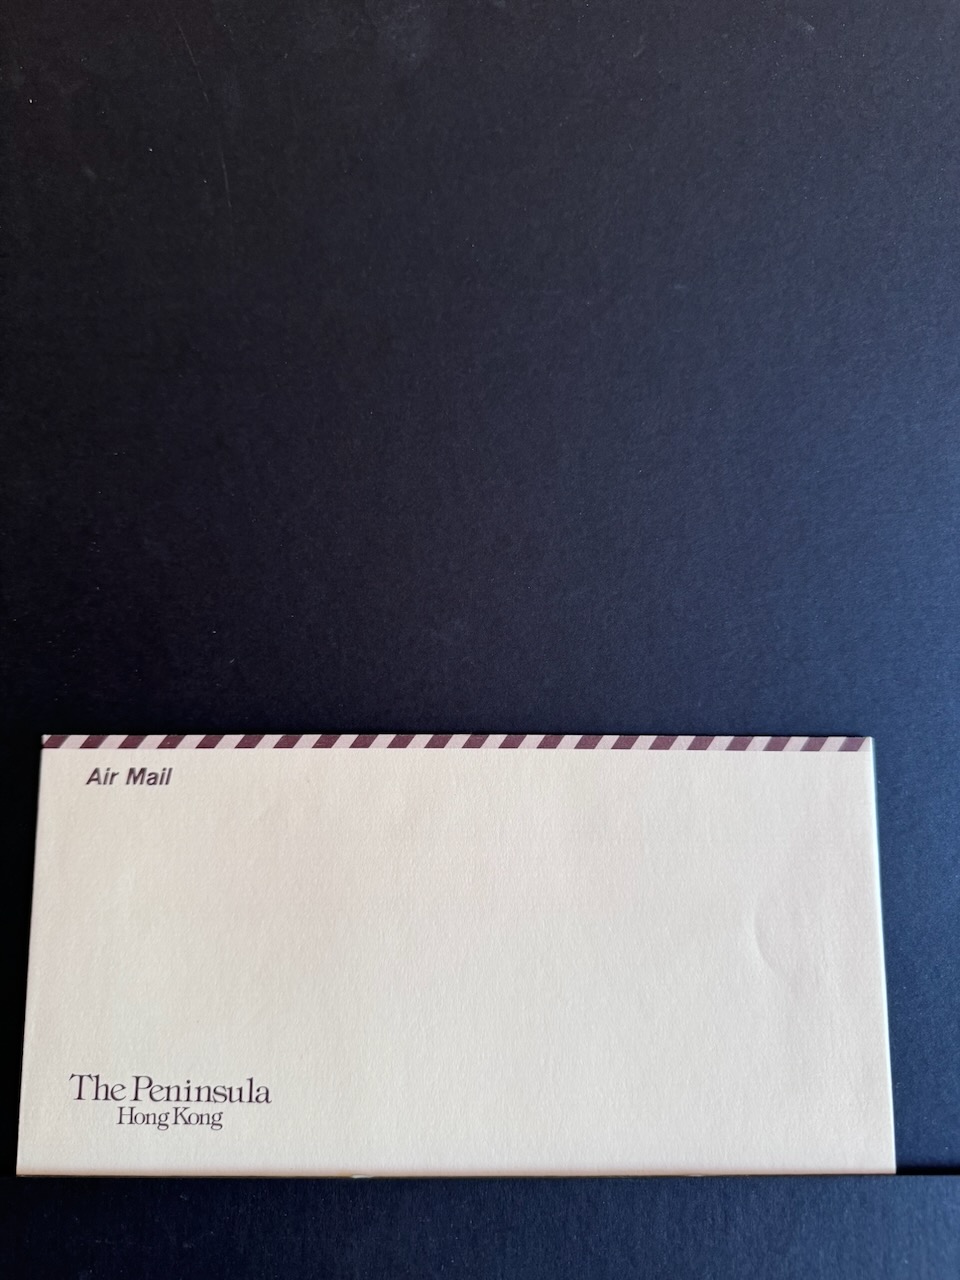 Air Mail
The Peninsula
Hong Kong